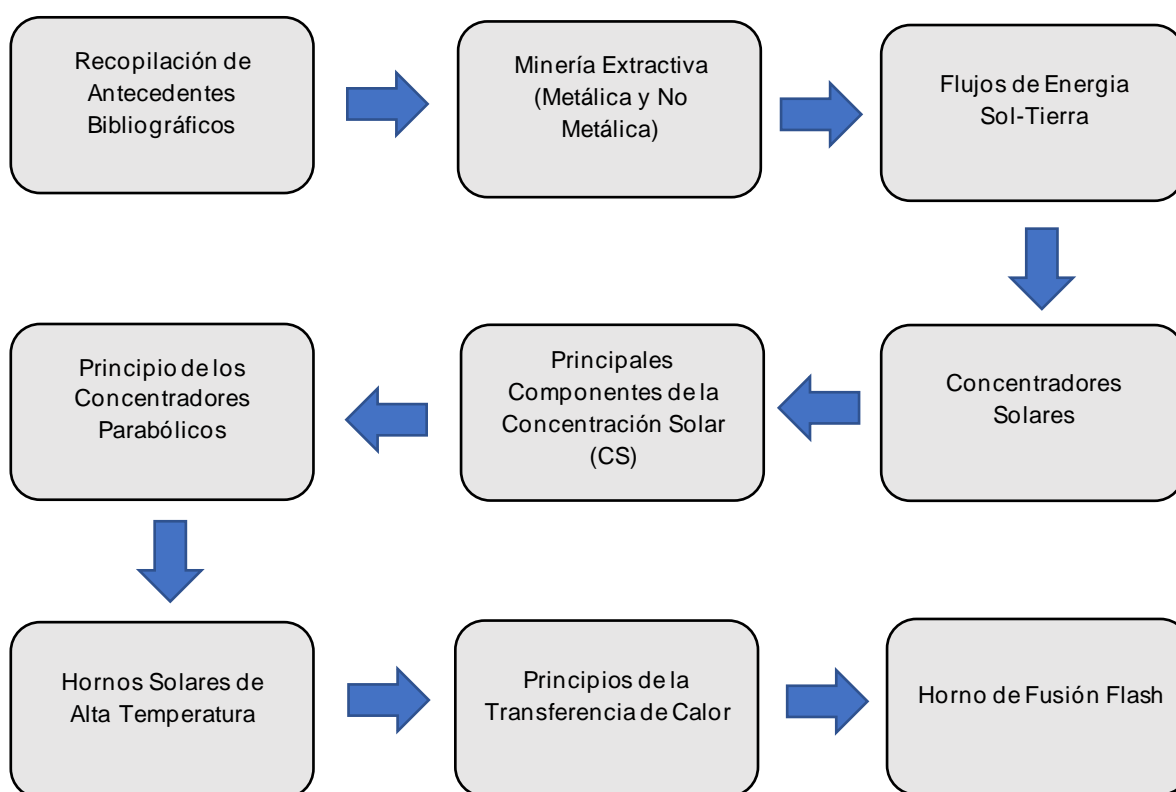 Recopilación de
Antecedentes
Bibliográficos
Minería Extractiva
(Metálica y No
Metálica)
Flujos de Energia
Sol-Tierra
Concentradores
Solares
Principales
Componentes de la
Concentración Solar
(CS)
Principio de los
Concentradores
Parabólicos
Hornos Solares de
Alta Temperatura
Principios de la
Transferencia de Calor
Horno de Fusión Flash